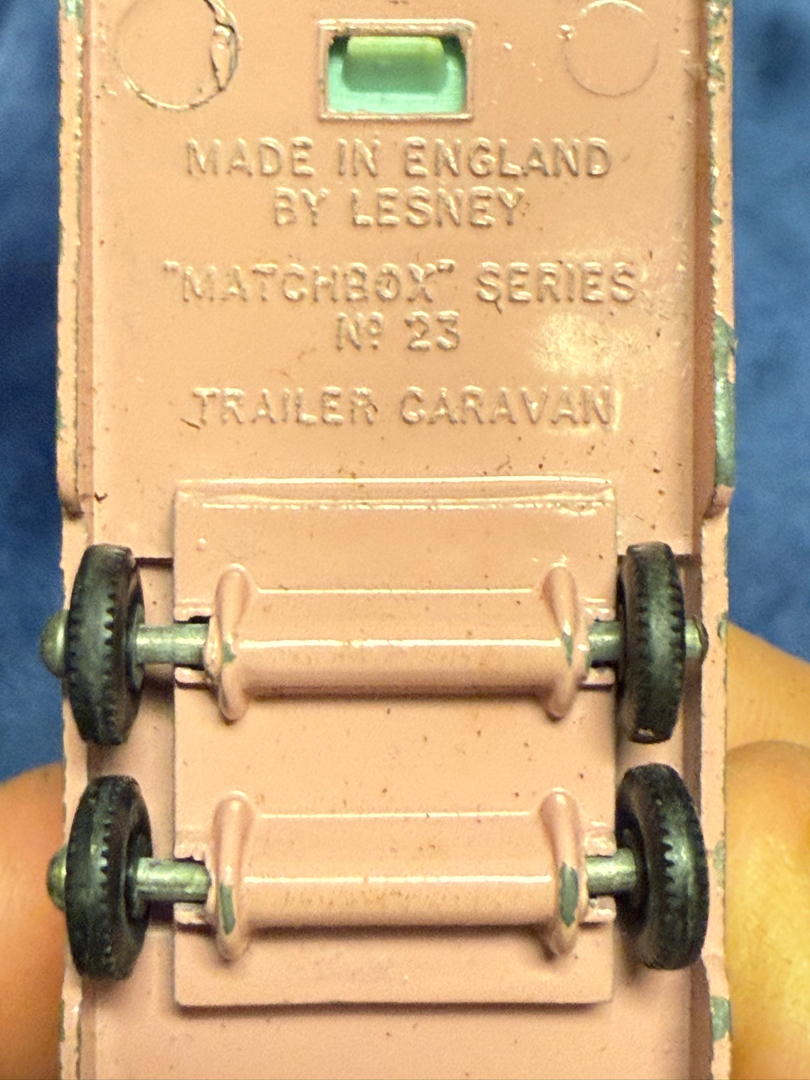 MADE IN ENGLAND
BY LESNEY
"MATCHBOX" SERIES
Nº 23
TRAILER CARAVAN